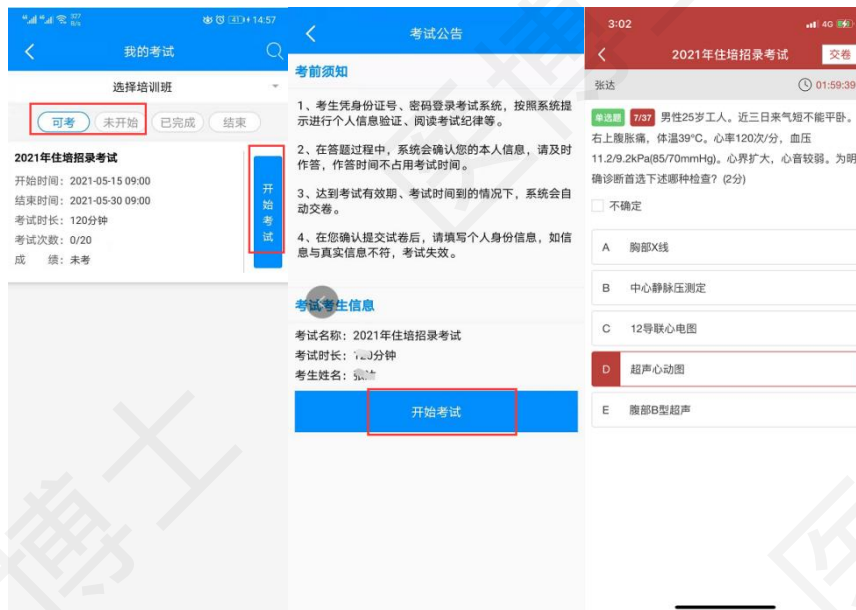 327
B/s
41
14:57
我的考试
选择培训班
可考
未开始
已完成
结束
2021年住培招录考试
开始时间：2021-05-15 09:00
结束时间：2021-05-30 09:00
考试时长：120分钟
考试次数：0/20
成 绩：未考
开始考试
考试公告
考前须知
1、考生凭身份证号、密码登录考试系统，按照系统提
示进行个人信息验证、阅读考试纪律等。
2、在答题过程中，系统会确认您的本人信息，请及时
作答，作答时间不占用考试时间。
3、达到考试有效期、考试时间到的情况下，系统会自
动交卷。
4、在您确认提交试卷后，请填写个人身份信息，如信
息与真实信息不符，考试失效。
考试考生信息
考试名称：2021年住培招录考试
考试时长：120分钟
考生姓名：张
开始考试
3:02
4G
2021年住培招录考试
交卷
张达
01:59:39
单选题 7/37 男性25岁工人。近三日来气短不能平卧。
右上腹胀痛，体温39°C。心率120次/分，血压
11.2/9.2kPa(85/70mmHg)。心界扩大，心音较弱。为明
确诊断首选下述哪种检查？(2分)
不确定
A 胸部X线
B 中心静脉压测定
C 12导联心电图
D 超声心动图
E 腹部B型超声
医博士